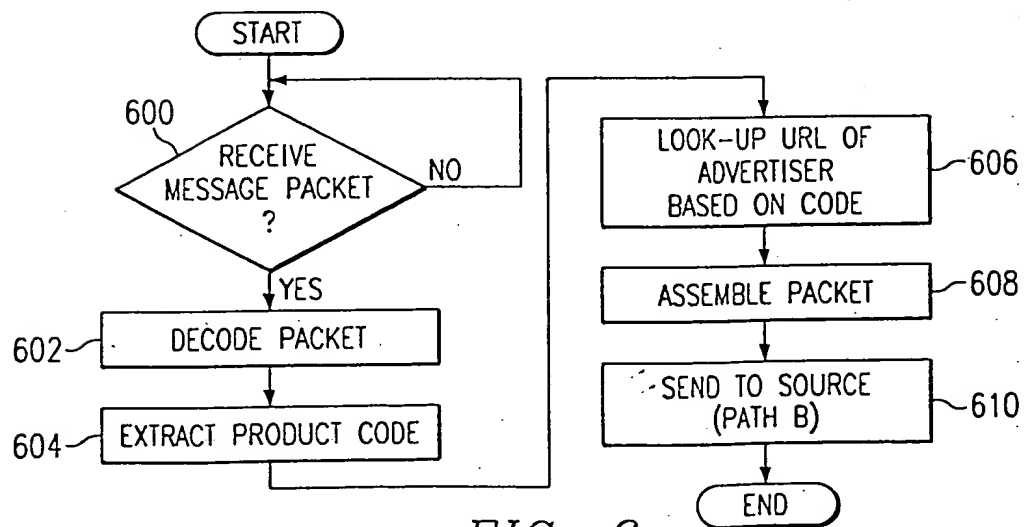 START
600
RECEIVE
MESSAGE PACKET
?
NO
YES
602
DECODE PACKET
604
EXTRACT PRODUCT CODE
LOOK-UP URL OF
ADVERTISER
BASED ON CODE
606
ASSEMBLE PACKET
608
SEND TO SOURCE
(PATH B)
610
END